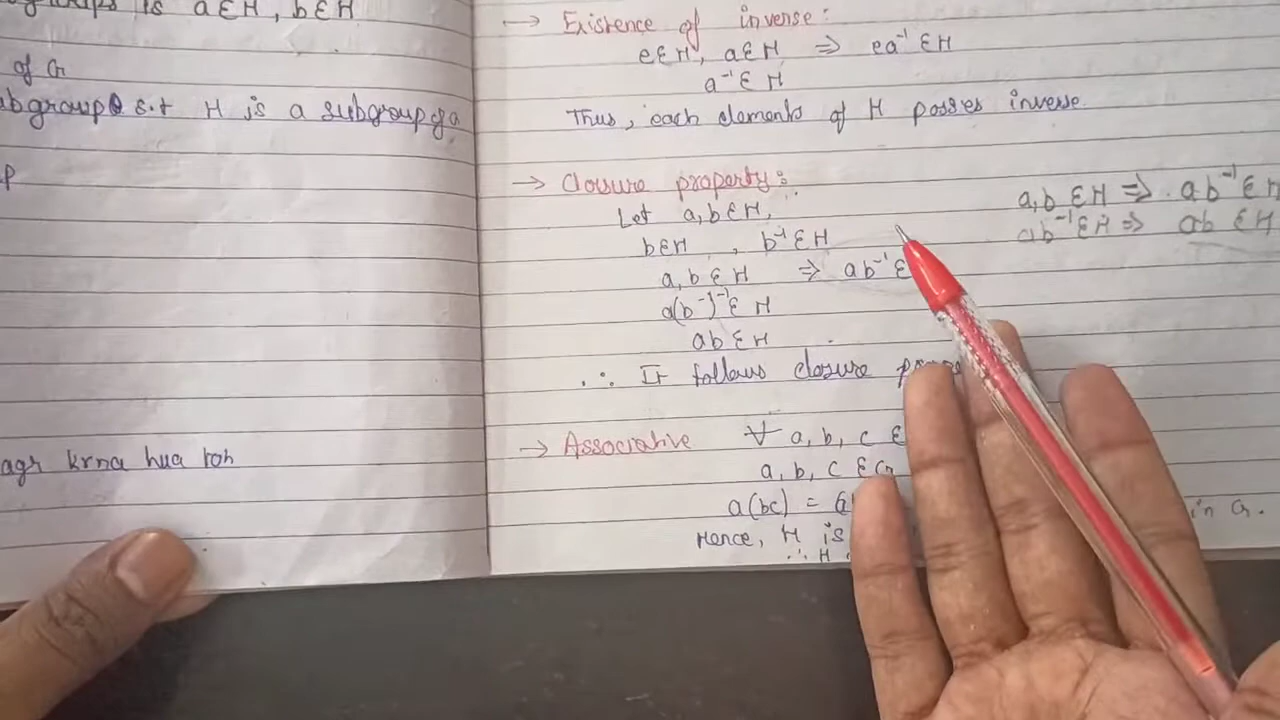 is a ε H, b ε H
of G
s.t H is a subgroup of a
agr krna hua toh
→ Existence of inverse:
e ε H, a ε H ⇒ ea⁻¹ ε H
a⁻¹ ε H
Thus, each elements of H posses inverse.
→ Closure property:
Let a, b ε H,
b ε H , b⁻¹ ε H
a, b ε H ⇒ ab⁻¹ ε
a(b⁻¹)⁻¹ ε H
ab ε H
∴ It follows closure
a, b ε H ⇒ ab⁻¹ ε H
ab⁻¹ ε H ⇒ ab ε H
→ Associative ∀ a, b, c ε
a, b, c ε G
a(bc) =
in G.
Hence, H is
∴ H